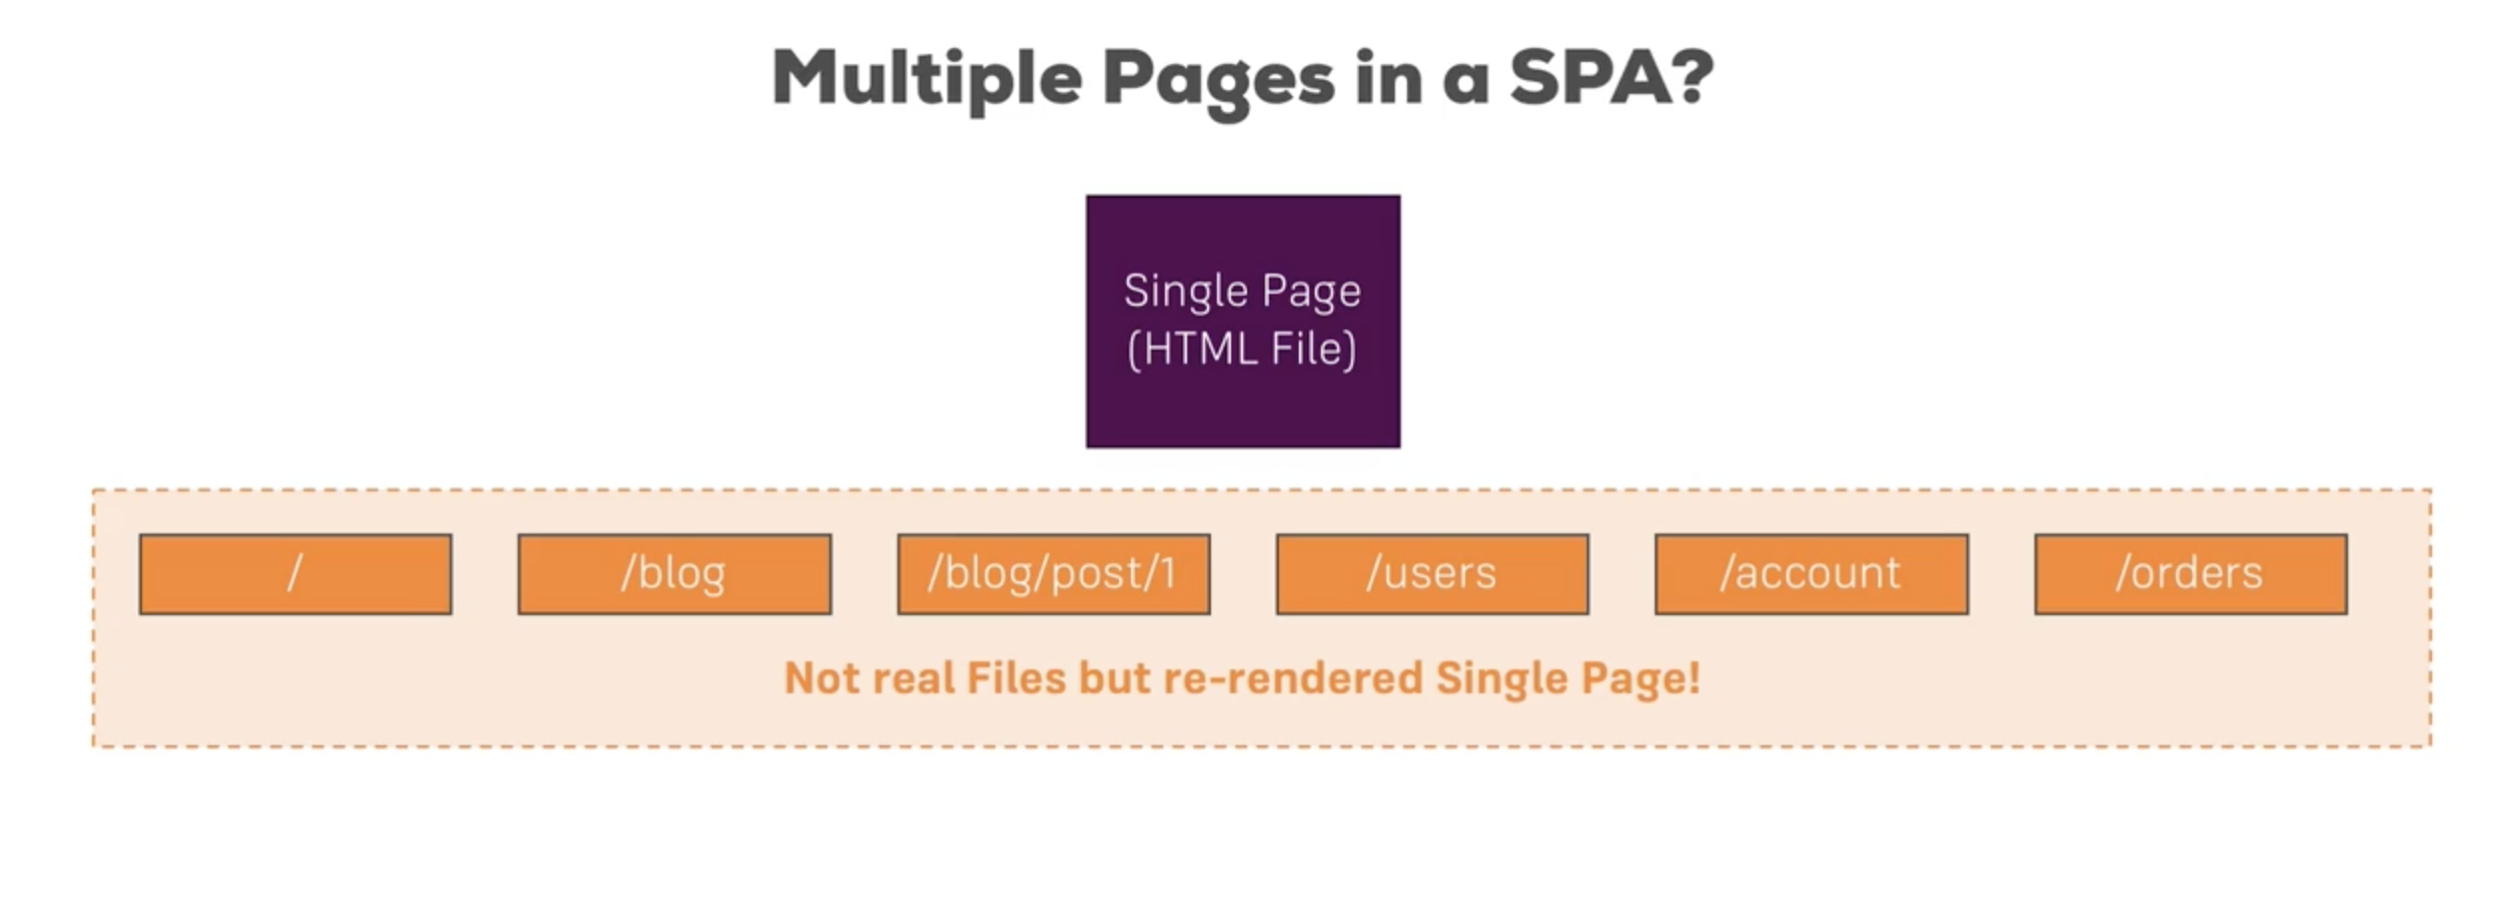 Multiple Pages in a SPA?
Single Page
(HTML File)
/
/blog
/blog/post/1
/users
/account
/orders
Not real Files but re-rendered Single Page!